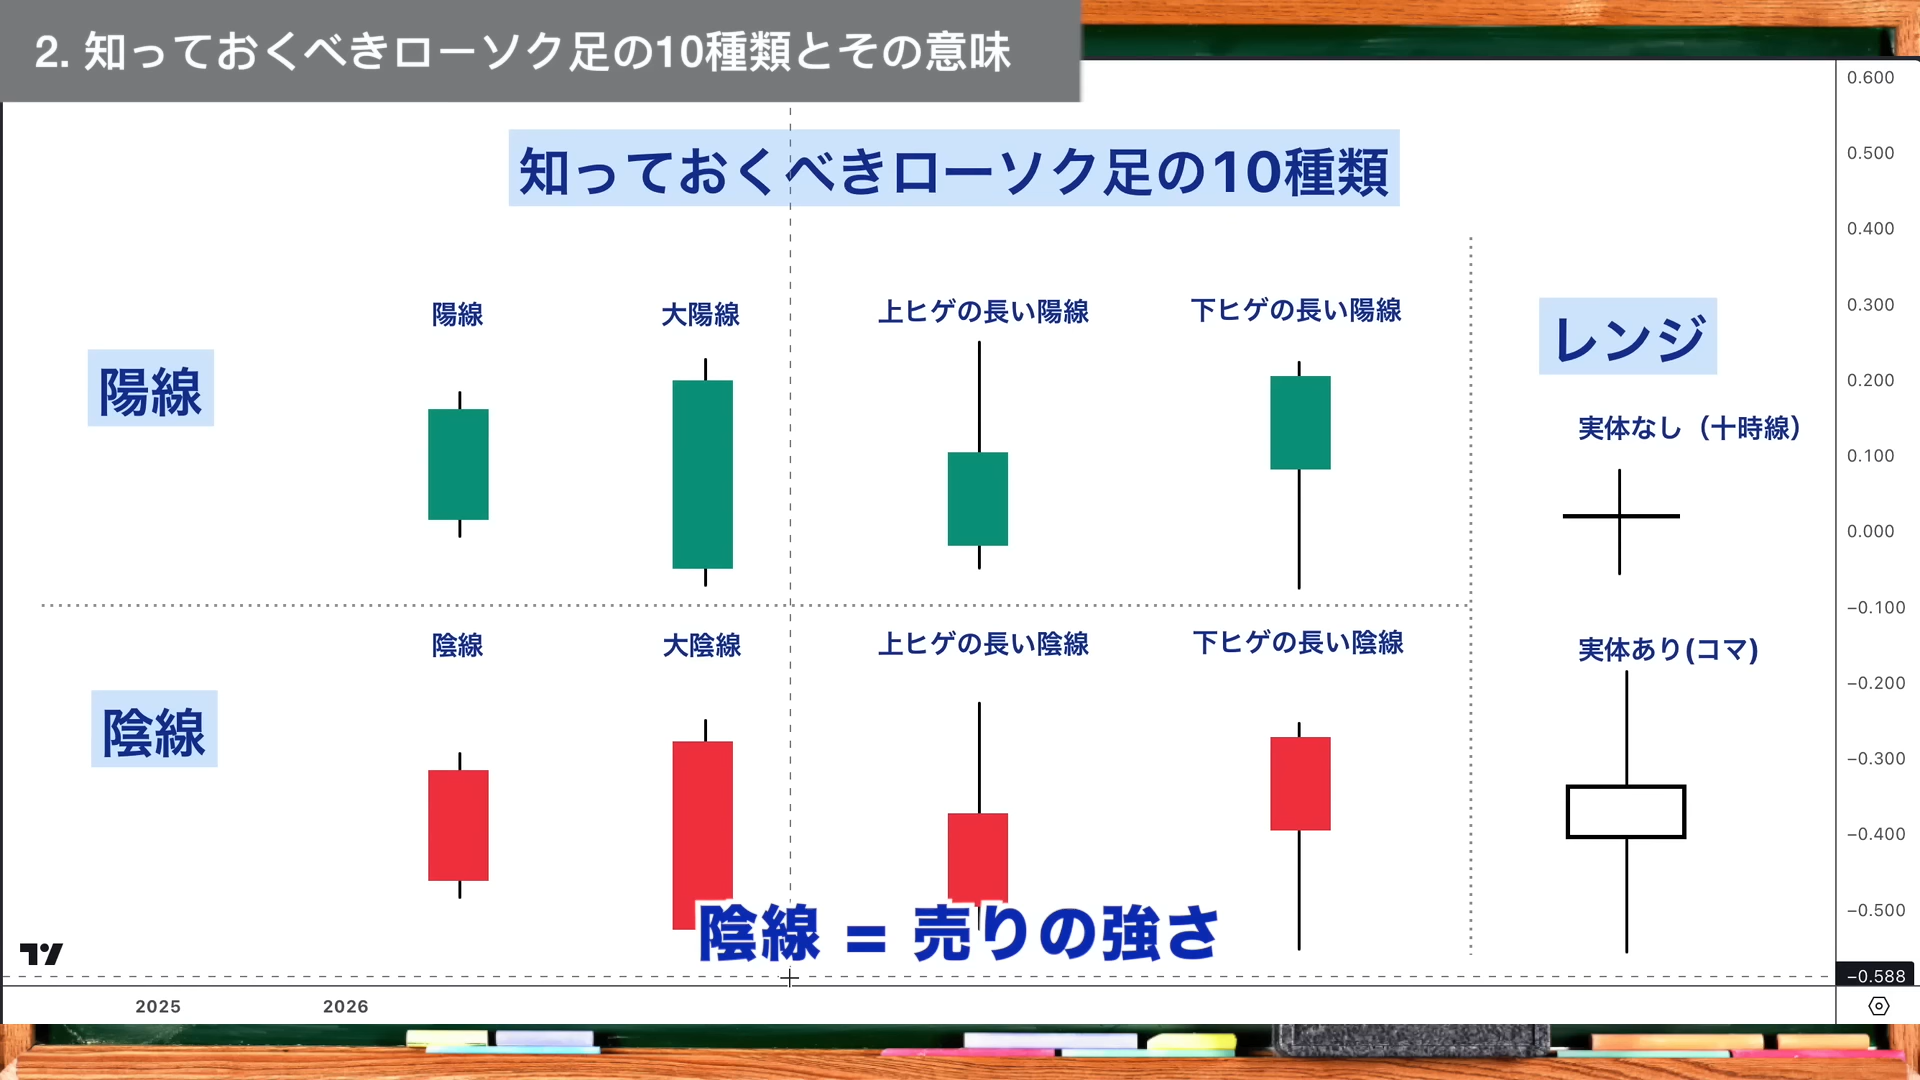 2. 知っておくべきローソク足の10種類とその意味
知っておくべきローソク足の10種類
陽線
陽線
大陽線
上ヒゲの長い陽線
下ヒゲの長い陽線
レンジ
実体なし（十時線）
陰線
陰線
大陰線
上ヒゲの長い陰線
下ヒゲの長い陰線
実体あり(コマ)
陰線 = 売りの強さ
0.600
0.500
0.400
0.300
0.200
0.100
0.000
−0.100
−0.200
−0.300
−0.400
−0.500
−0.588
2025
2026